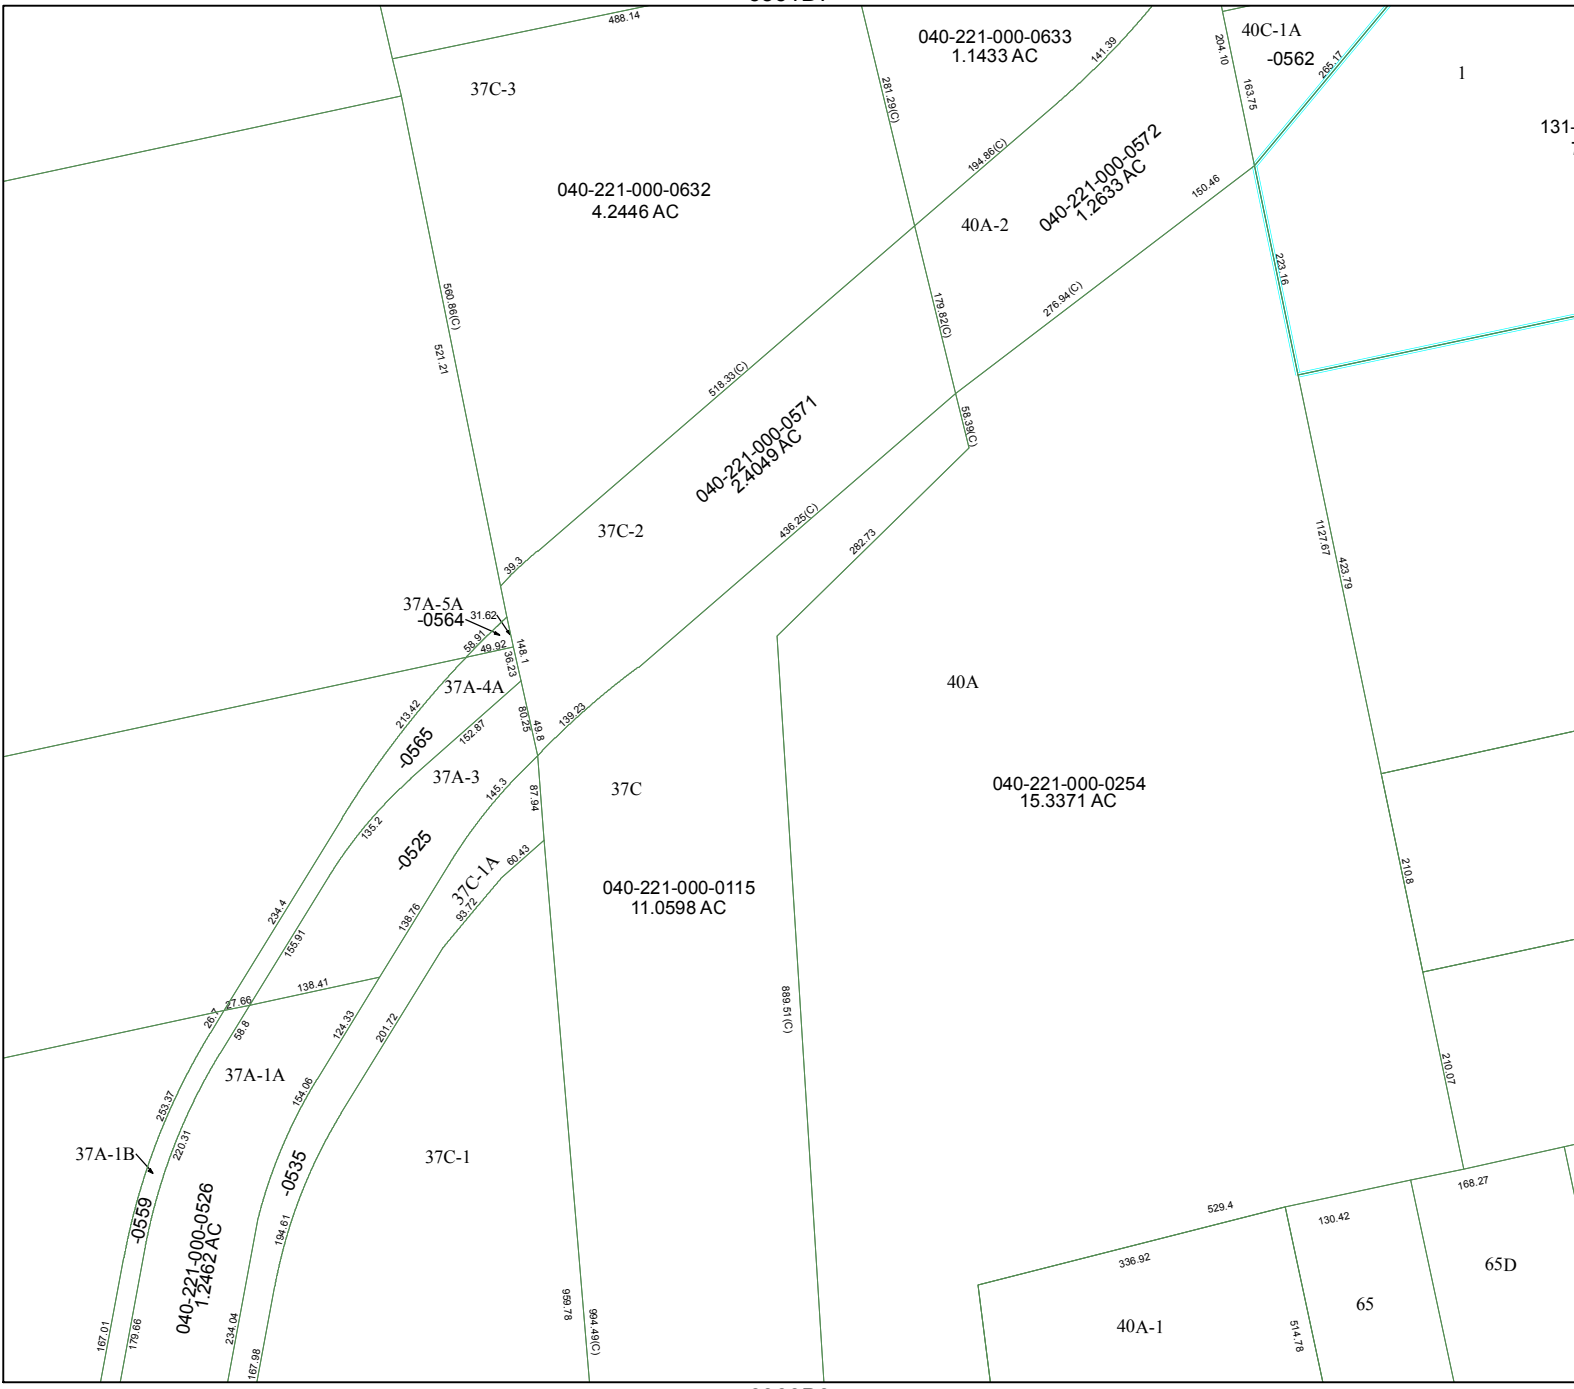 488.14
040-221-000-0633
1.1433 AC
141.39
204.10
40C-1A
-0562
265.17
1
37C-3
281.29(C)
163.75
131-
194.86(C)
040-221-000-0572
1.2633 AC
040-221-000-0632
4.2446 AC
150.46
40A-2
223.16
560.86(C)
521.21
179.82(C)
276.94(C)
518.33(C)
040-221-000-0571
2.4049 AC
58.39(C)
37C-2
436.25(C)
282.73
1127.67
423.79
39.3
37A-5A
-0564
31.62
58.91
49.92
148.1
36.23
37A-4A
40A
213.42
80.25
49.8
139.23
152.87
-0565
37A-3
145.3
87.94
37C
040-221-000-0254
15.3371 AC
135.2
-0525
60.43
37C-1A
93.72
040-221-000-0115
11.0598 AC
210.8
234.4
138.76
155.91
138.41
27.66
26.7
58.8
124.33
201.72
889.51(C)
210.07
37A-1A
154.06
253.37
220.31
37A-1B
37C-1
-0535
168.27
-0559
040-221-000-0526
1.2462 AC
194.61
529.4
130.42
336.92
65D
65
40A-1
167.01
179.66
234.04
167.98
959.78
994.49(C)
514.78